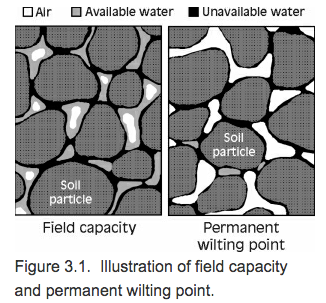 Air Available water Unavailable water
Soil
particle
Soil
particle
Field capacity
Permanent
wilting point
Figure 3.1. Illustration of field capacity
and permanent wilting point.